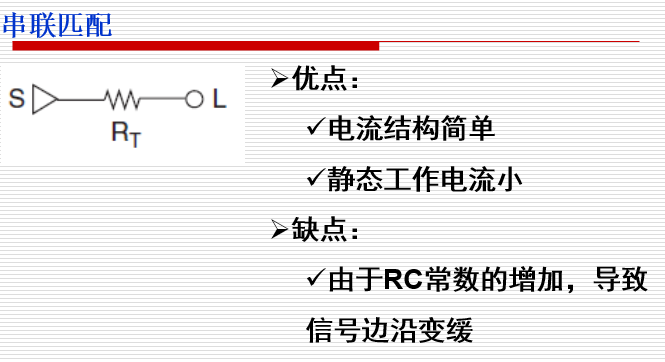 串联匹配
S L
RT
➢优点：
✓电流结构简单
✓静态工作电流小
➢缺点：
✓由于RC常数的增加，导致
信号边沿变缓